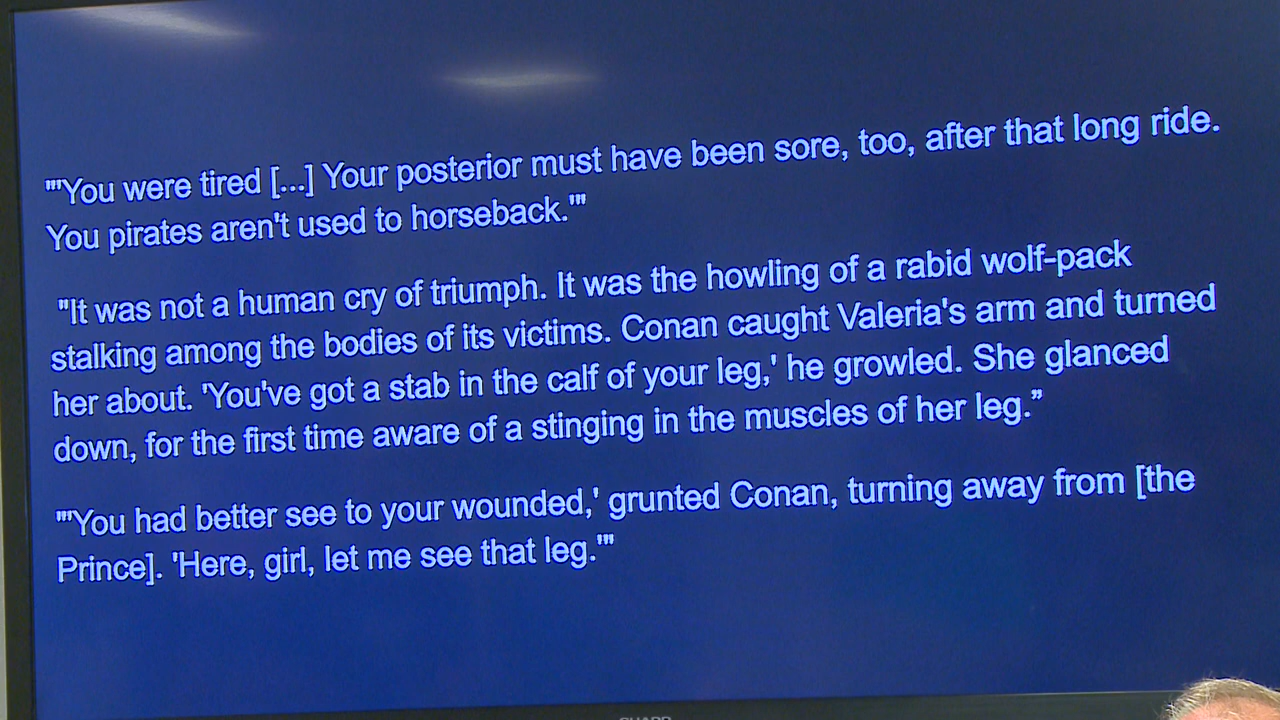 "'You were tired [...] Your posterior must have been sore, too, after that long ride.
You pirates aren't used to horseback.'"
"It was not a human cry of triumph. It was the howling of a rabid wolf-pack
stalking among the bodies of its victims. Conan caught Valeria's arm and turned
her about. 'You've got a stab in the calf of your leg,' he growled. She glanced
down, for the first time aware of a stinging in the muscles of her leg.”
"'You had better see to your wounded,' grunted Conan, turning away from [the
Prince]. 'Here, girl, let me see that leg.'"